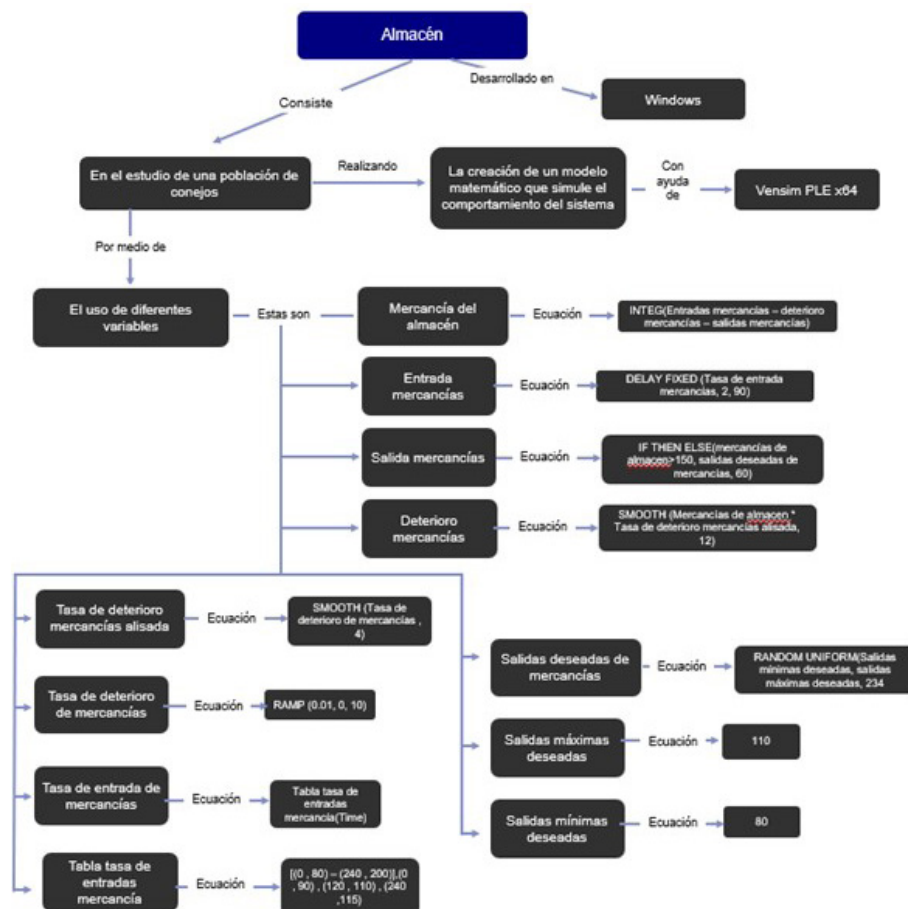 Almacén
Desarrollado en
Consiste
Windows
En el estudio de una población de
conejos
Realizando
La creación de un modelo
matemático que simule el
comportamiento del sistema
Con
ayuda
de
Vensim PLE x64
Por medio de
El uso de diferentes
variables
Estas son
Mercancía del
almacén
Ecuación
INTEG(Entradas mercancías – deterioro
mercancías – salidas mercancías)
Entrada
mercancías
Ecuación
DELAY FIXED (Tasa de entrada
mercancías, 2, 90)
Salida mercancías
Ecuación
IF THEN ELSE(mercancías de
almacen>150, salidas deseadas de
mercancías, 60)
Deterioro
mercancías
Ecuación
SMOOTH (Mercancías de almacen *
Tasa de deterioro mercancías alisada,
12)
Tasa de deterioro
mercancías alisada
Ecuación
SMOOTH (Tasa de
deterioro de mercancías ,
4)
Tasa de deterioro
de mercancías
Ecuación
RAMP (0.01, 0, 10)
Tasa de entrada de
mercancías
Ecuación
Tabla tasa de
entradas
mercancía(Time)
Tabla tasa de
entradas
mercancía
Ecuación
[(0 , 80) – (240 , 200)],(0
, 90) , (120 , 110) , (240
,115)
Salidas deseadas de
mercancías
Ecuación
RANDOM UNIFORM(Salidas
mínimas deseadas, salidas
máximas deseadas, 234
Salidas máximas
deseadas
Ecuación
110
Salidas mínimas
deseadas
Ecuación
80